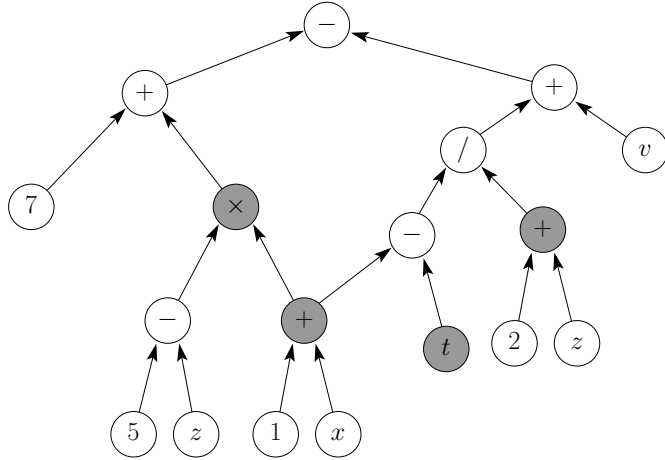 −
+ +
/ v
7 × − +
− + t 2 z
5 z 1 x